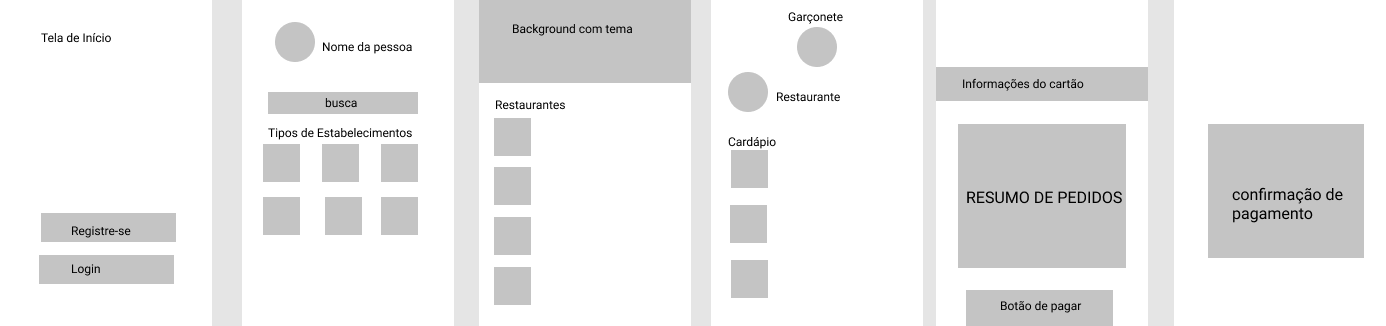 Tela de Início
Registre-se
Login
Nome da pessoa
busca
Tipos de Estabelecimentos
Background com tema
Restaurantes
Garçonete
Restaurante
Cardápio
Informações do cartão
RESUMO DE PEDIDOS
Botão de pagar
confirmação de
pagamento